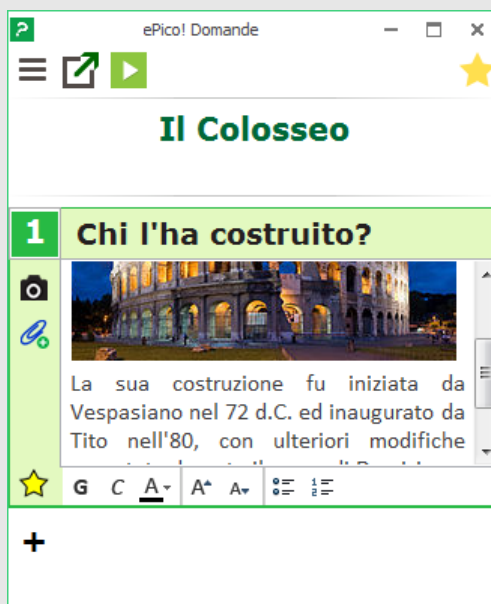 ePico! Domande
Il Colosseo
1 Chi l'ha costruito?
La sua costruzione fu iniziata da
Vespasiano nel 72 d.C. ed inaugurato da
Tito nell'80, con ulteriori modifiche
G C A A A
+